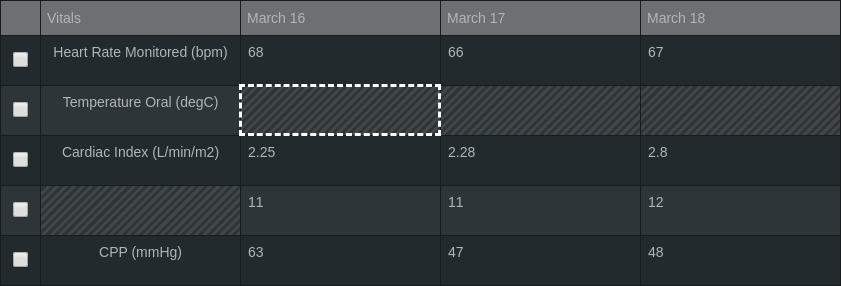 Vitals March 16 March 17 March 18
Heart Rate Monitored (bpm) 68 66 67
Temperature Oral (degC)
Cardiac Index (L/min/m2) 2.25 2.28 2.8
11 11 12
CPP (mmHg) 63 47 48